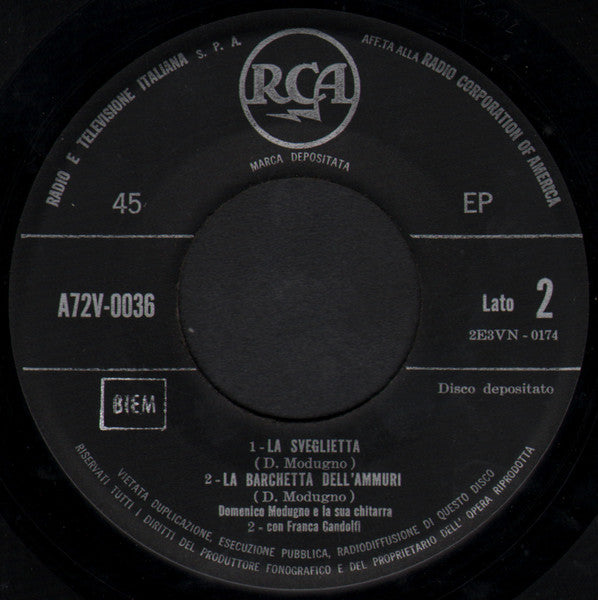 RADIO E TELEVISIONE ITALIANA S. P. A.
AFF.TA ALLA RADIO CORPORATION OF AMERICA
RCA
MARCA DEPOSITATA
45
EP
A72V-0036
Lato 2
2E3VN - 0174
BIEM
Disco depositato
1 - LA SVEGLIETTA
(D. Modugno)
2 - LA BARCHETTA DELL'AMMURI
(D. Modugno)
Domenico Modugno e la sua chitarra
2 - con Franca Gandolfi
VIETATA DUPLICAZIONE, ESECUZIONE PUBBLICA, RADIODIFFUSIONE DI QUESTO DISCO
RISERVATI TUTTI I DIRITTI DEL PRODUTTORE FONOGRAFICO E DEL PROPRIETARIO DELL' OPERA RIPRODOTTA